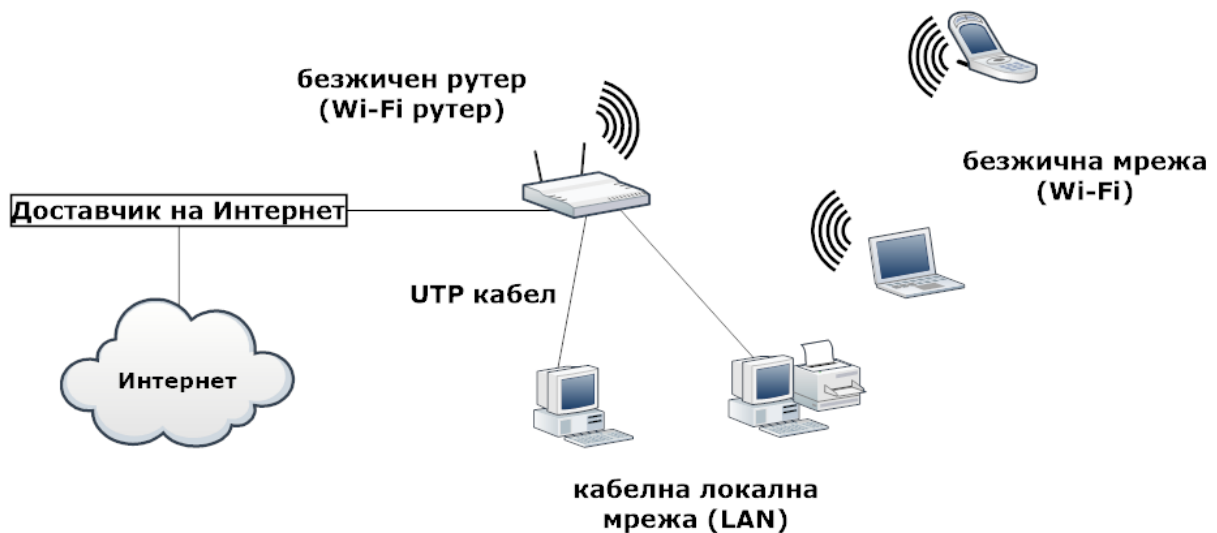 безжичен рутер
(Wi-Fi рутер)
безжична мрежа
(Wi-Fi)
Доставчик на Интернет
UTP кабел
Интернет
кабелна локална
мрежа (LAN)